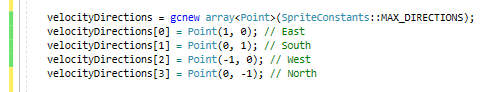 velocityDirections = gcnew array<Point>(SpriteConstants::MAX_DIRECTIONS);
velocityDirections[0] = Point(1, 0); // East
velocityDirections[1] = Point(0, 1); // South
velocityDirections[2] = Point(-1, 0); // West
velocityDirections[3] = Point(0, -1); // North